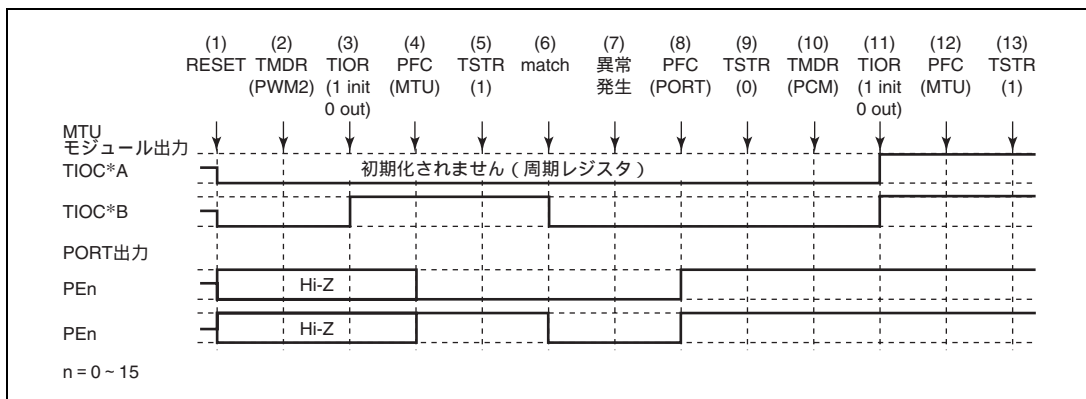 (1) (2) (3) (4) (5) (6) (7) (8) (9) (10) (11) (12) (13)
RESET TMDR TIOR PFC TSTR match 異常 PFC TSTR TMDR TIOR PFC TSTR
(PWM2) (1 init (MTU) (1) 発生 (PORT) (0) (PCM) (1 init (MTU) (1)
0 out) 0 out)
MTU
モジュール出力
TIOC*A 初期化されません(周期レジスタ)
TIOC*B
PORT出力
PEn Hi-Z
PEn Hi-Z
n = 0 ~ 15